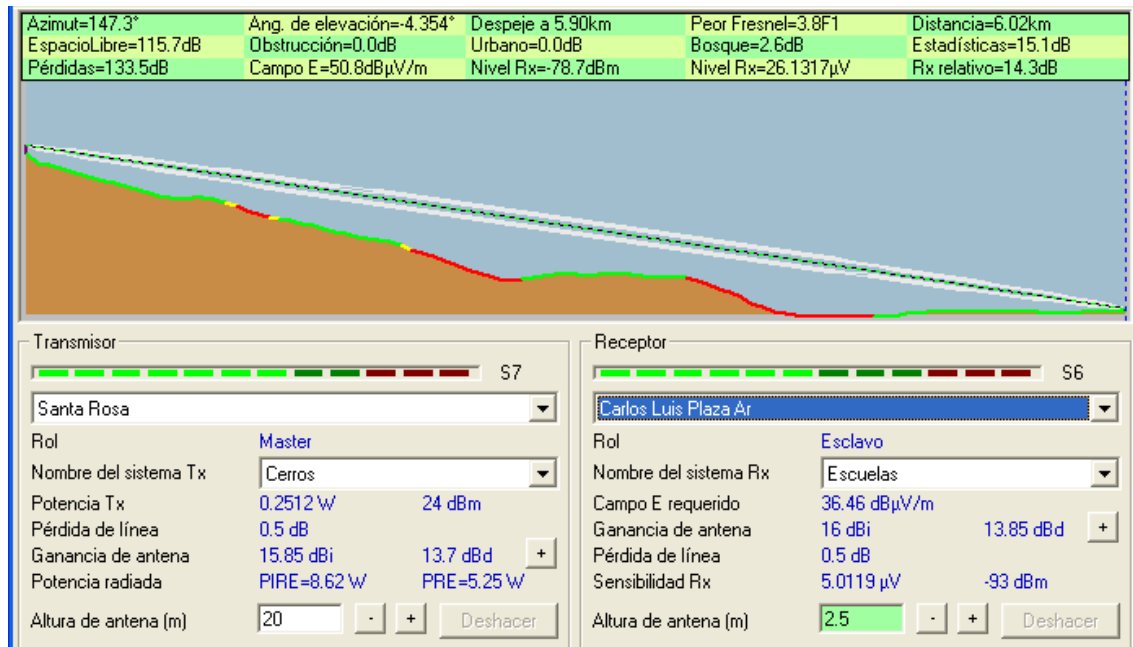 Azimut=147.3° Ang. de elevación=-4.354° Despeje a 5.90km Peor Fresnel=3.8F1 Distancia=6.02km
EspacioLibre=115.7dB Obstrucción=0.0dB Urbano=0.0dB Bosque=2.6dB Estadísticas=15.1dB
Pérdidas=133.5dB Campo E=50.8dBµV/m Nivel Rx=-78.7dBm Nivel Rx=26.1317µV Rx relativo=14.3dB
Transmisor
S7
Santa Rosa
Rol Master
Nombre del sistema Tx Cerros
Potencia Tx 0.2512 W 24 dBm
Pérdida de línea 0.5 dB
Ganancia de antena 15.85 dBi 13.7 dBd +
Potencia radiada PIRE=8.62 W PRE=5.25 W
Altura de antena (m) 20 - + Deshacer
Receptor
S6
Carlos Luis Plaza Ar
Rol Esclavo
Nombre del sistema Rx Escuelas
Campo E requerido 36.46 dBµV/m
Ganancia de antena 16 dBi 13.85 dBd +
Pérdida de línea 0.5 dB
Sensibilidad Rx 5.0119 µV -93 dBm
Altura de antena (m) 2.5 - + Deshacer